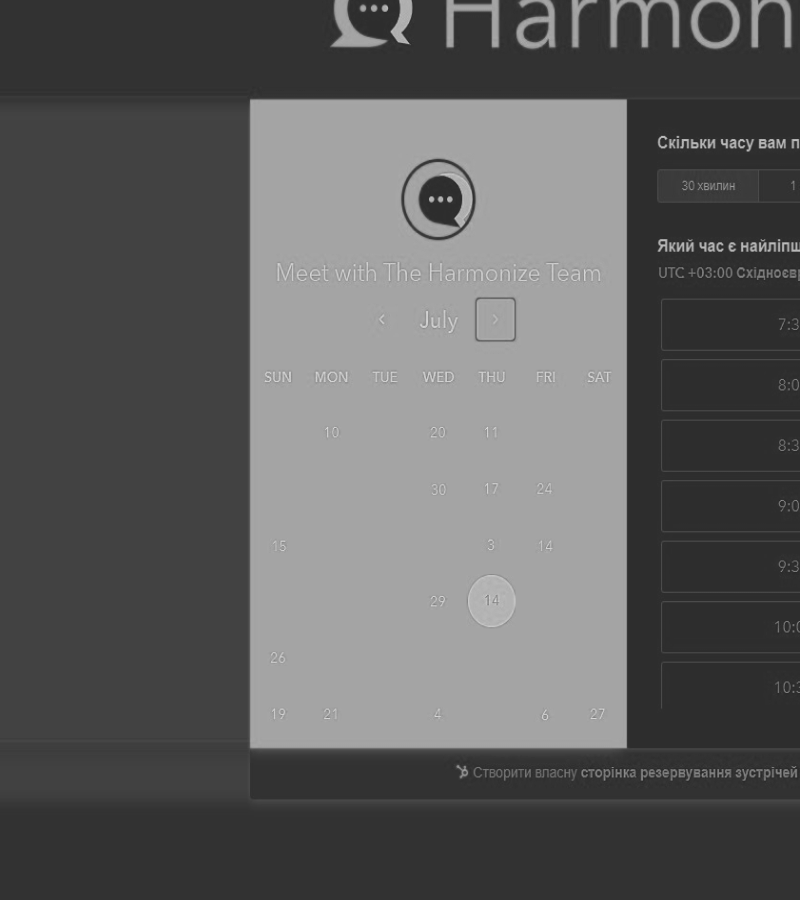 Harmon
Meet with The Harmonize Team
July
SUN MON TUE WED THU FRI SAT
10 20 11
30 17 24
15 3 14
29 14
26
19 21 4 6 27
Скільки часу вам п
30 хвилин 1
Який час є найліпш
UTC +03:00 Східноєвр
7:3
8:0
8:3
9:0
9:3
10:0
10:3
Створити власну сторінка резервування зустрічей